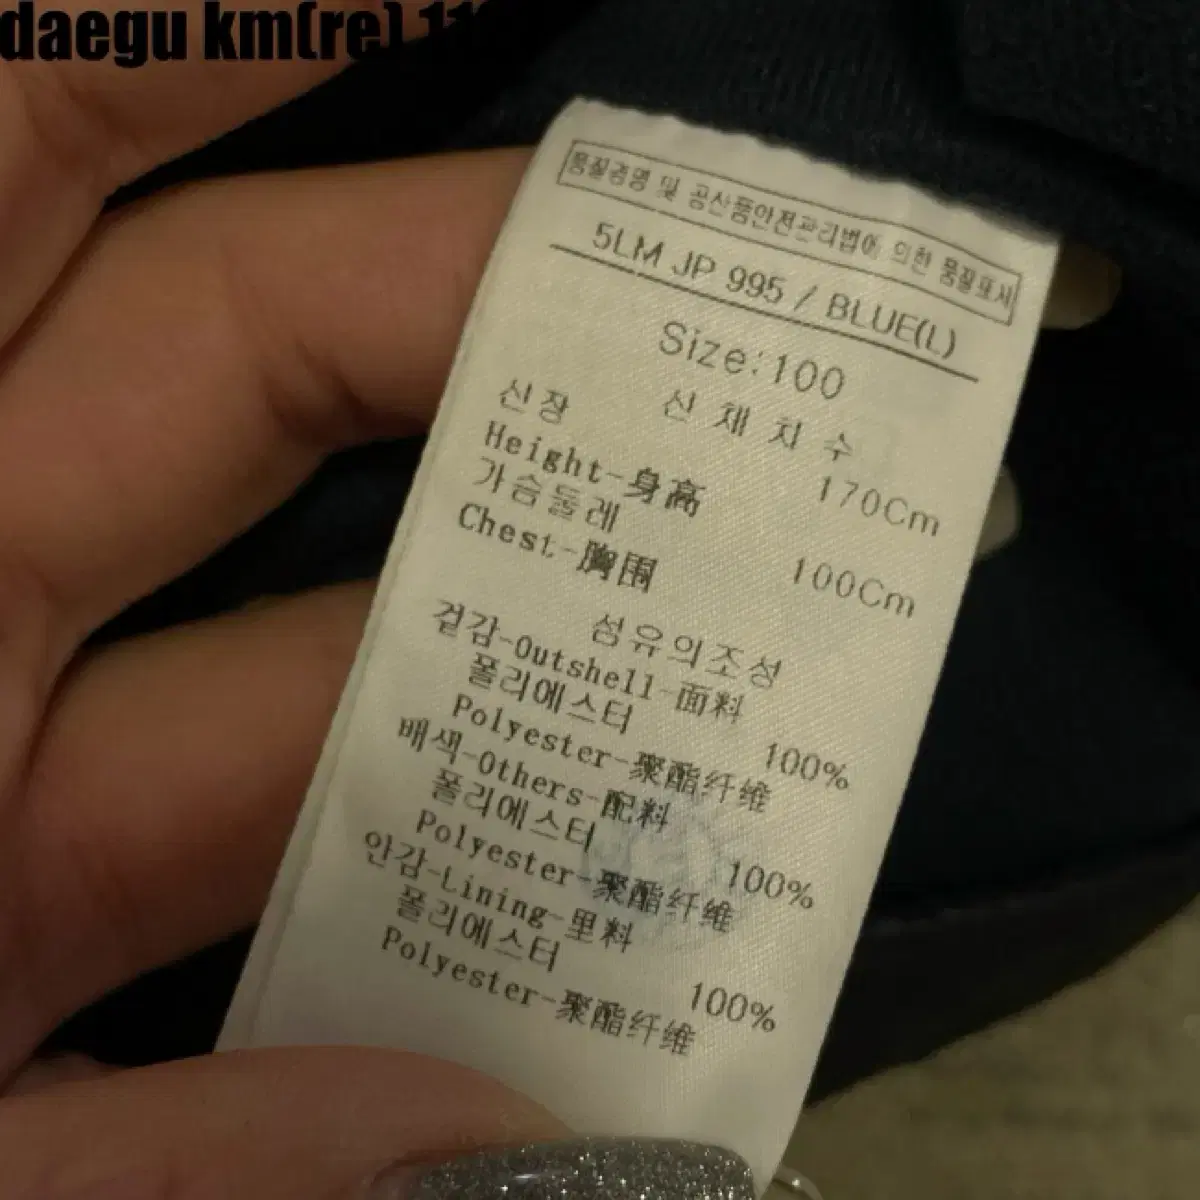 daegu km(re) 11
품질경영 및 공산품안전관리법에 의한 품질표시
5LM JP 995 / BLUE(L)
Size:100
신 체 치 수
신장
Height-身高 170Cm
가슴둘레
Chest-胸围 100Cm
섬유의조성
겉감-Outshell-面料
폴리에스터 100%
Polyester-聚酯纤维
배색-Others-配料
폴리에스터 100%
Polyester-聚酯纤维
안감-Lining-里料
폴리에스터 100%
Polyester-聚酯纤维